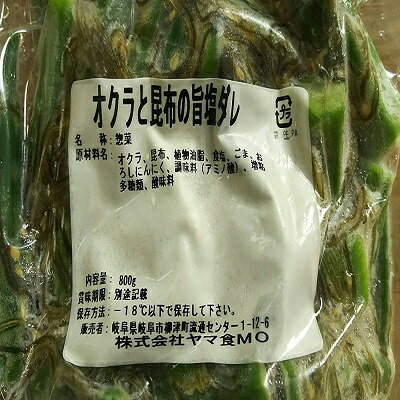 オクラと昆布の旨塩ダレ
名　　称：惣菜
原材料名：オクラ、昆布、植物油脂、食塩、ごま、お
ろしにんにく、調味料（アミノ酸）、増粘
多糖類、酸味料
プラ
内容量：　800g
賞味期限：別途記載
保存方法：－18℃以下で保存して下さい。
販売者：岐阜県岐阜市柳津町流通センター1-12-6
株式会社ヤマ食MO